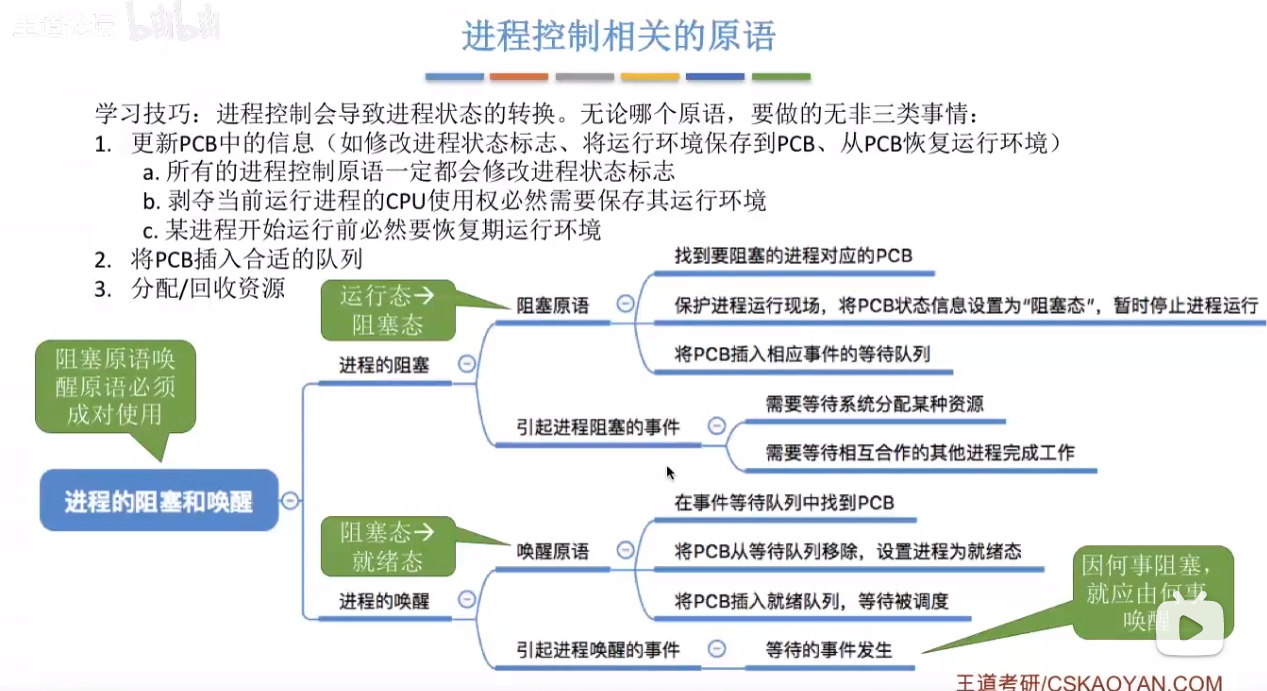 bilibili
进程控制相关的原语
学习技巧：进程控制会导致进程状态的转换。无论哪个原语，要做的无非三类事情：
1. 更新PCB中的信息（如修改进程状态标志、将运行环境保存到PCB、从PCB恢复运行环境）
a. 所有的进程控制原语一定都会修改进程状态标志
b. 剥夺当前运行进程的CPU使用权必然需要保存其运行环境
c. 某进程开始运行前必然要恢复期运行环境
2. 将PCB插入合适的队列
3. 分配/回收资源
阻塞原语唤
醒原语必须
成对使用
进程的阻塞和唤醒
进程的阻塞
运行态→
阻塞态
阻塞原语
找到要阻塞的进程对应的PCB
保护进程运行现场，将PCB状态信息设置为“阻塞态”，暂时停止进程运行
将PCB插入相应事件的等待队列
引起进程阻塞的事件
需要等待系统分配某种资源
需要等待相互合作的其他进程完成工作
进程的唤醒
阻塞态→
就绪态
唤醒原语
在事件等待队列中找到PCB
将PCB从等待队列移除，设置进程为就绪态
将PCB插入就绪队列，等待被调度
引起进程唤醒的事件
等待的事件发生
因何事阻塞，
就应由何事
唤醒
王道考研/CSKAOYAN.COM